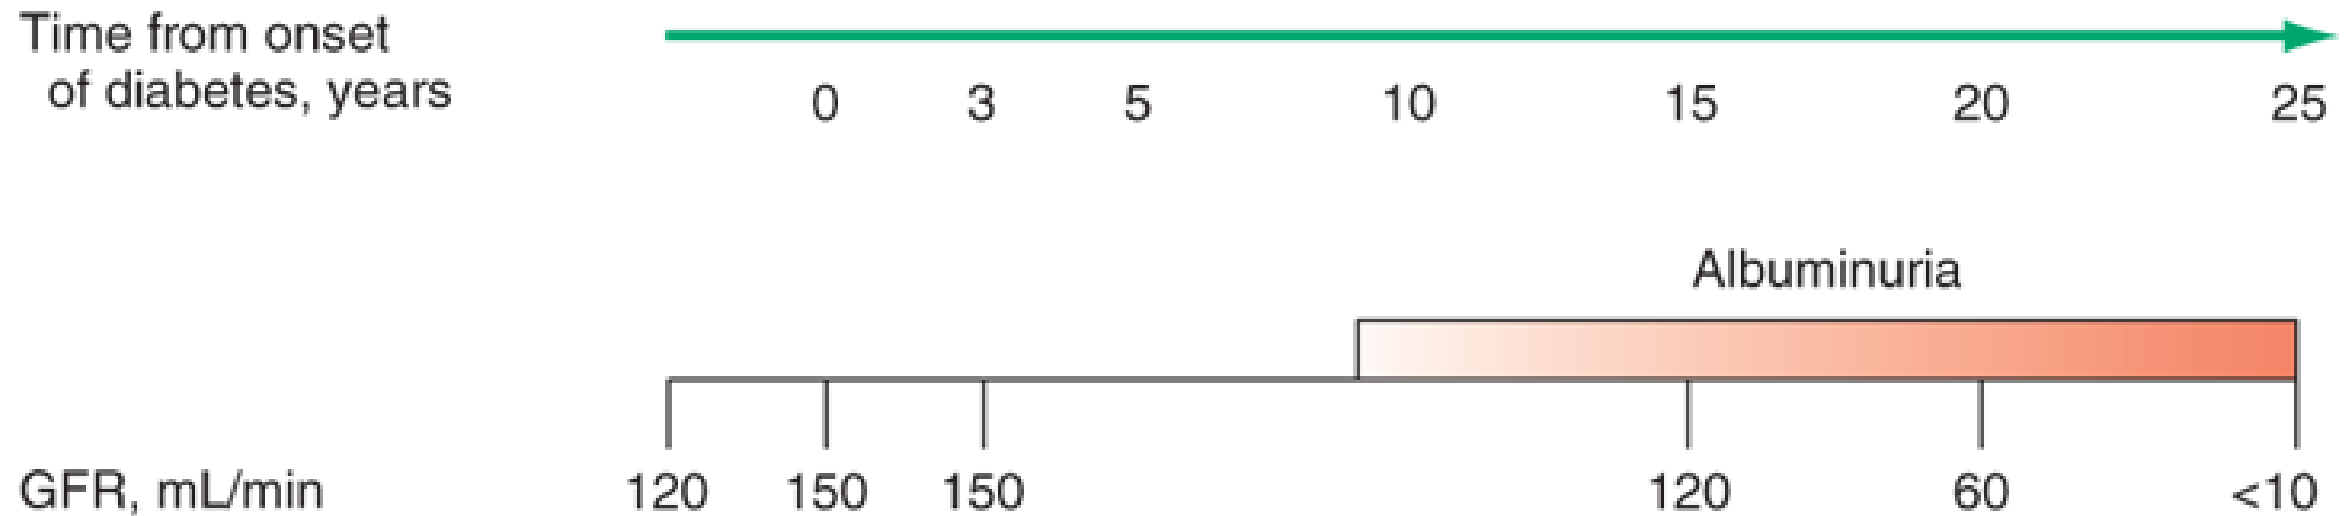 Time from onset
of diabetes, years
0 3 5 10 15 20 25
Albuminuria
GFR, mL/min 120 150 150 120 60 <10